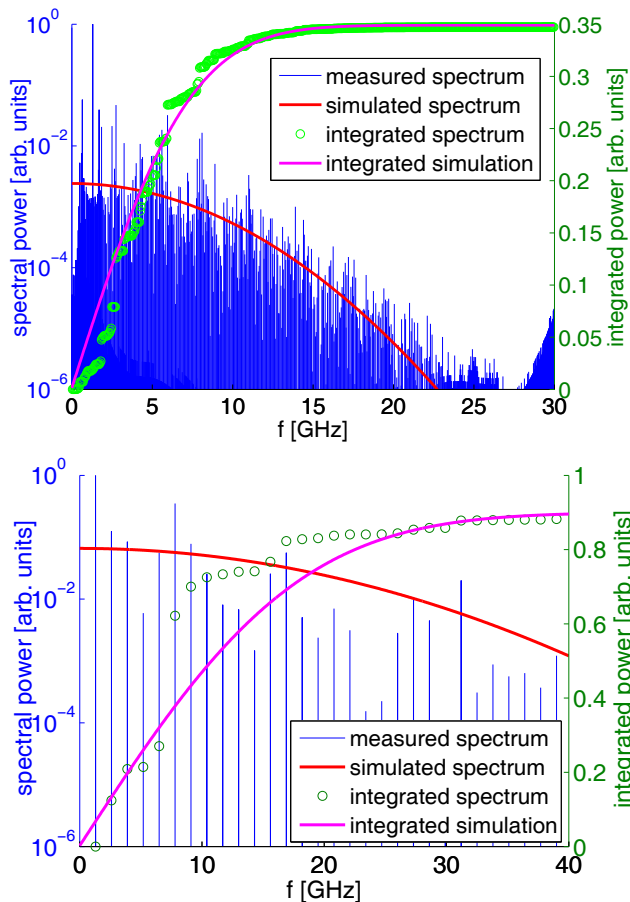 10^0
10^-2
10^-4
10^-6
spectral power [arb. units]
0.35
0.3
0.25
0.2
0.15
0.1
0.05
0
integrated power [arb. units]
measured spectrum
simulated spectrum
integrated spectrum
integrated simulation
0 5 10 15 20 25 30
f [GHz]
10^0
10^-2
10^-4
10^-6
spectral power [arb. units]
1
0.8
0.6
0.4
0.2
0
integrated power [arb. units]
measured spectrum
simulated spectrum
integrated spectrum
integrated simulation
0 10 20 30 40
f [GHz]